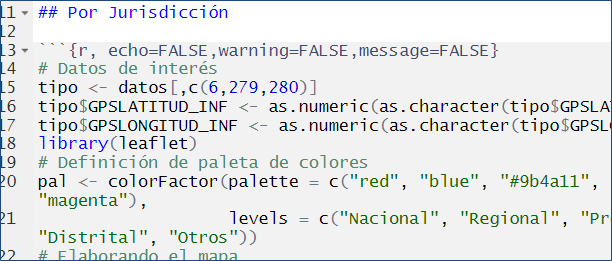 11 ## Por Jurisdicción
12
13 ```{r, echo=FALSE,warning=FALSE,message=FALSE}
14 # Datos de interés
15 tipo <- datos[,c(6,279,280)]
16 tipo$GPSLATITUD_INF <- as.numeric(as.character(tipo$GPSLA
17 tipo$GPSLONGITUD_INF <- as.numeric(as.character(tipo$GPSLO
18 library(leaflet)
19 # Definición de paleta de colores
20 pal <- colorFactor(palette = c("red", "blue", "#9b4a11",
"magenta"),
21 levels = c("Nacional", "Regional", "Pro
"Distrital", "Otros"))
22 # Elaborando el mapa